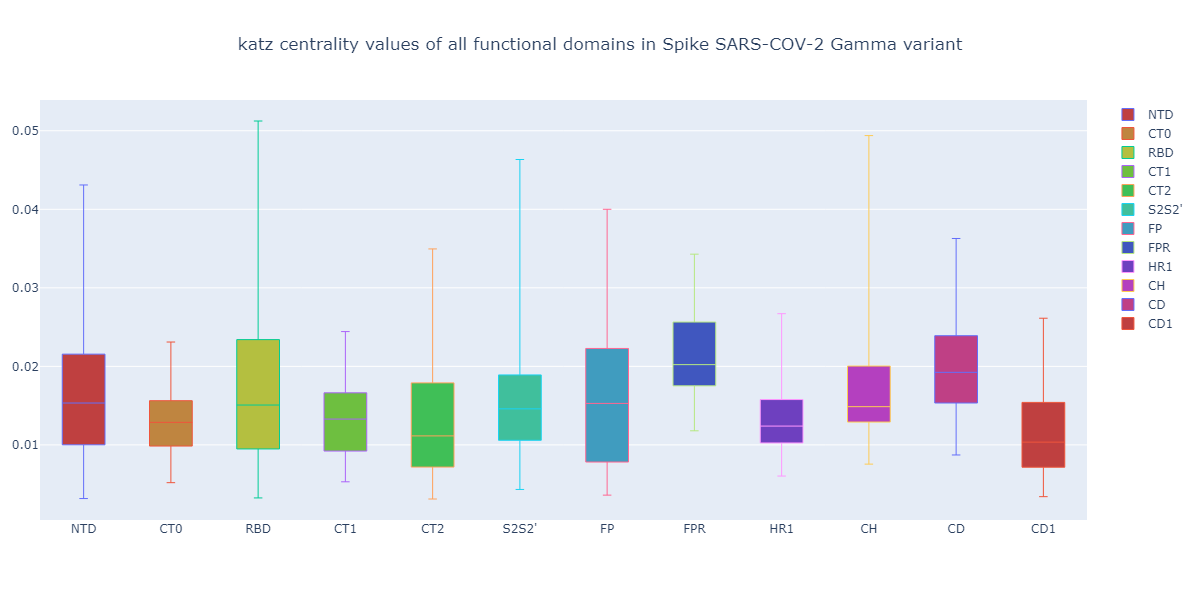 katz centrality values of all functional domains in Spike SARS-COV-2 Gamma variant
0.05
0.04
0.03
0.02
0.01
NTD CT0 RBD CT1 CT2 S2S2' FP FPR HR1 CH CD CD1
NTD
CT0
RBD
CT1
CT2
S2S2'
FP
FPR
HR1
CH
CD
CD1